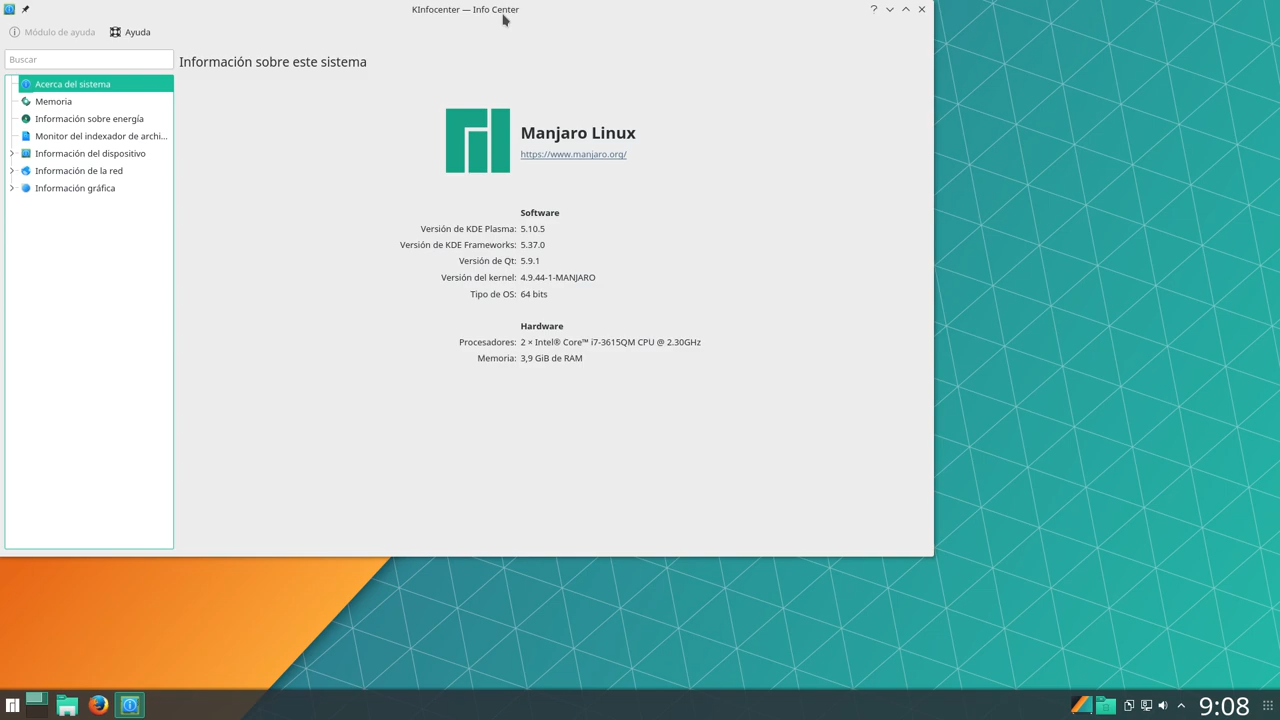 KInfocenter — Info Center
Módulo de ayuda
Ayuda
Buscar
Información sobre este sistema
Acerca del sistema
Memoria
Información sobre energía
Monitor del indexador de archi...
Información del dispositivo
Información de la red
Información gráfica
Manjaro Linux
https://www.manjaro.org/
Software
Versión de KDE Plasma: 5.10.5
Versión de KDE Frameworks: 5.37.0
Versión de Qt: 5.9.1
Versión del kernel: 4.9.44-1-MANJARO
Tipo de OS: 64 bits
Hardware
Procesadores: 2 × Intel® Core™ i7-3615QM CPU @ 2.30GHz
Memoria: 3,9 GiB de RAM
9:08